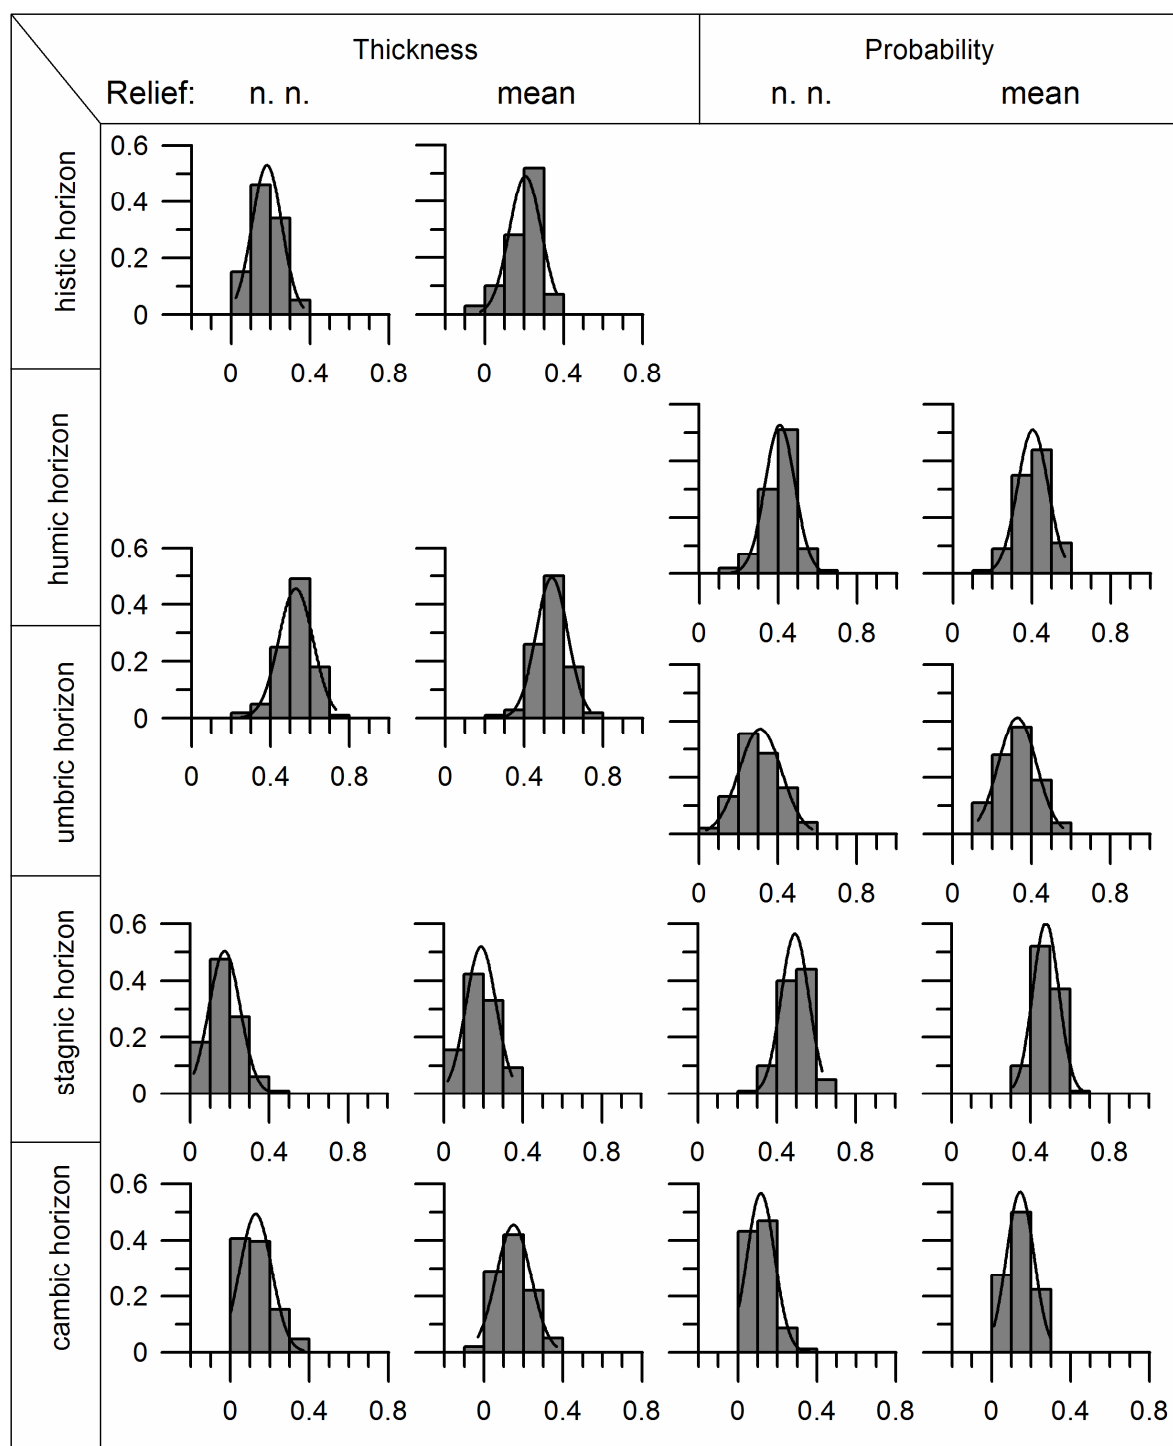 Thickness Probability
Relief: n. n. mean n. n. mean
histic horizon
0.6
0.4
0.2
0
0 0.4 0.8 0 0.4 0.8
humic horizon
0 0.4 0.8 0 0.4 0.8
0.6
0.4
0.2
0
0 0.4 0.8 0 0.4 0.8
umbric horizon
0 0.4 0.8 0 0.4 0.8
stagnic horizon
0.6
0.4
0.2
0
0 0.4 0.8 0 0.4 0.8 0 0.4 0.8 0 0.4 0.8
cambic horizon
0.6
0.4
0.2
0
0 0.4 0.8 0 0.4 0.8 0 0.4 0.8 0 0.4 0.8